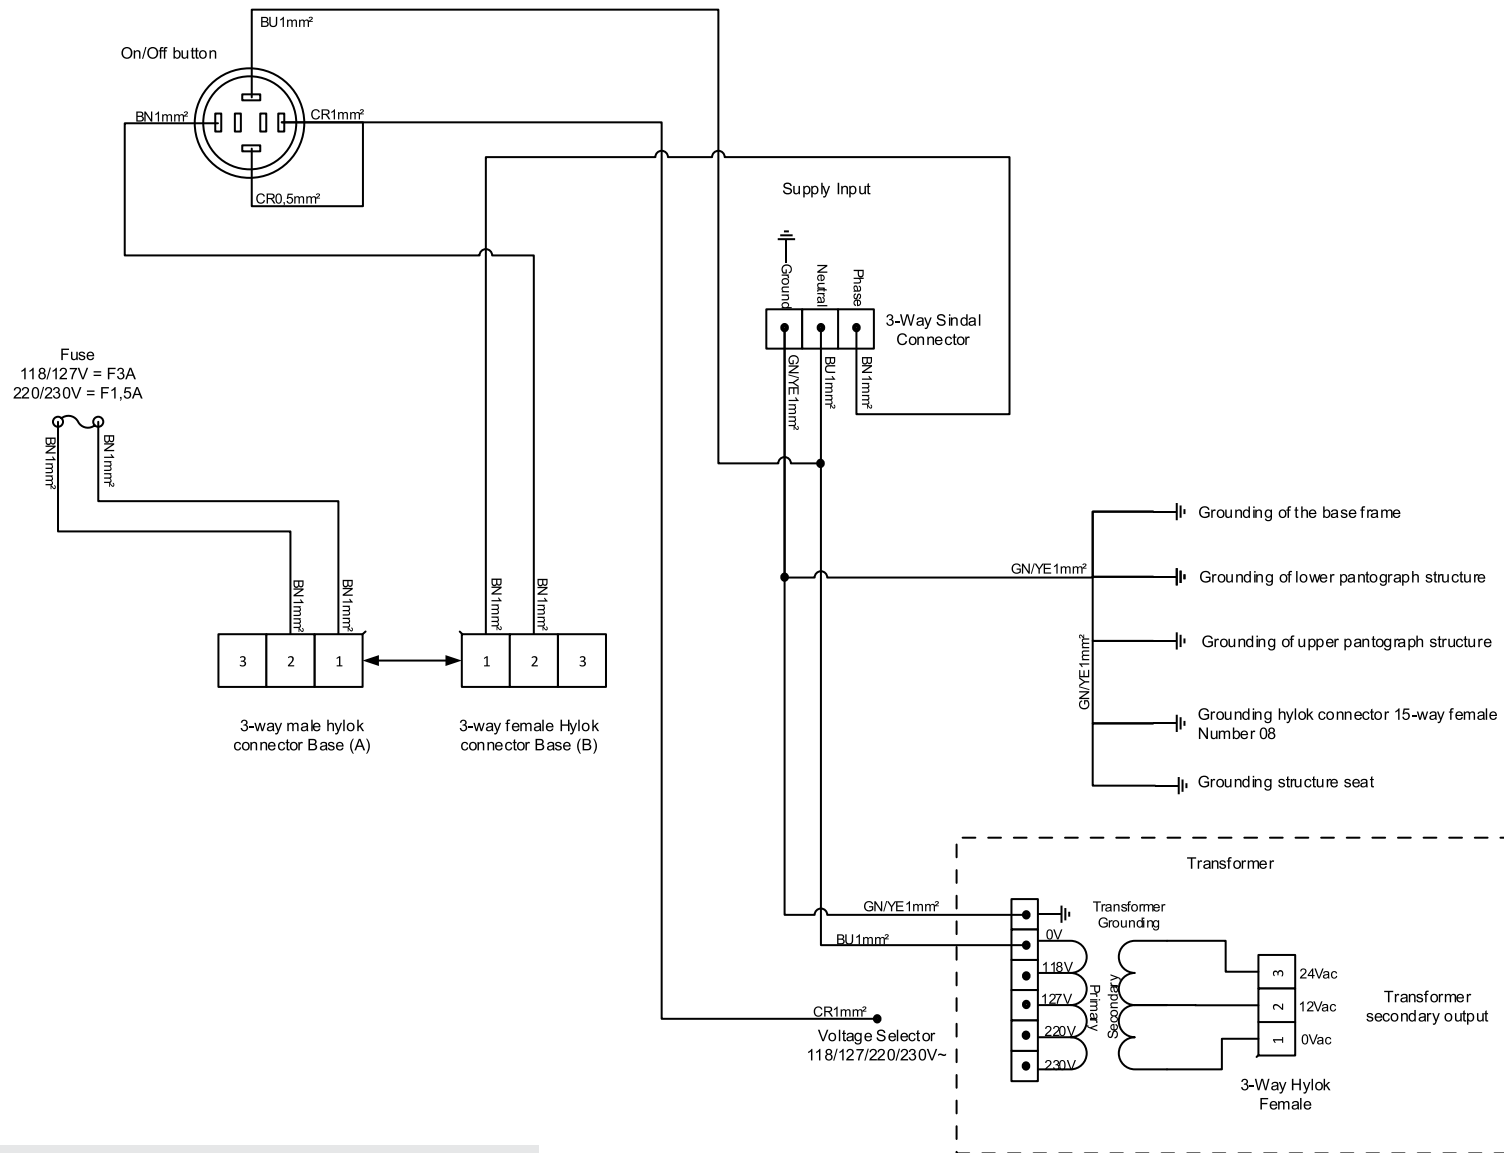 BU1mm²
On/Off button
BN1mm²
CR1mm²
CR0,5mm²
Supply Input
Ground
Neutral
Phase
3-Way Sindal
Connector
GN/YE1mm²
BU1mm²
BN1mm²
Fuse
118/127V = F3A
220/230V = F1,5A
BN1mm²
BN1mm²
BN1mm²
BN1mm²
BN1mm²
BN1mm²
3
2
1
1
2
3
3-way male hylok
connector Base (A)
3-way female Hylok
connector Base (B)
GN/YE1mm²
GN/YE1mm²
Grounding of the base frame
Grounding of lower pantograph structure
Grounding of upper pantograph structure
Grounding hylok connector 15-way female
Number 08
Grounding structure seat
Transformer
GN/YE1mm²
Transformer
Grounding
BU1mm²
0V
118V
127V
220V
230V
Primary
Secundary
3
2
1
24Vac
12Vac
0Vac
Transformer
secondary output
3-Way Hylok
Female
CR1mm²
Voltage Selector
118/127/220/230V~